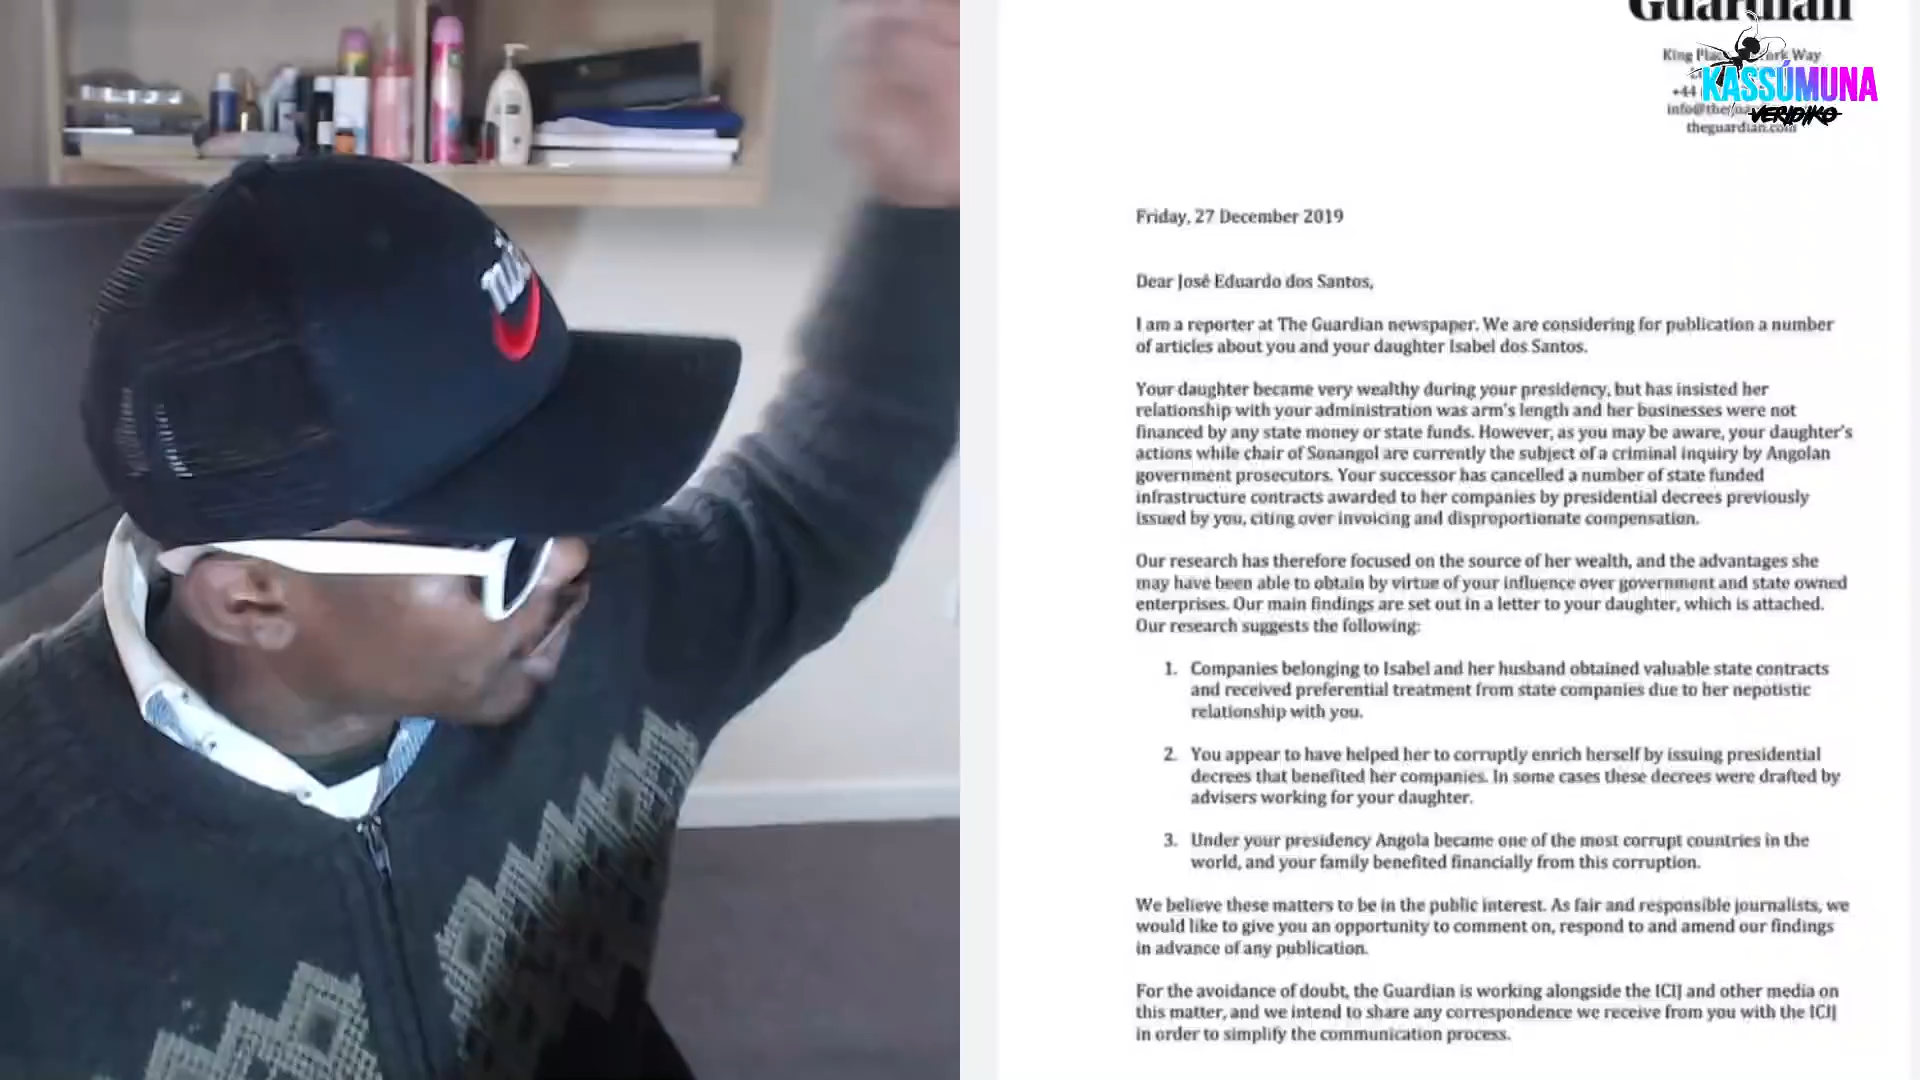 Guardian
King Place, York Way
KASSÚMUNA
VERIDIKO
+44
info@theguardian.com
theguardian.com
Friday, 27 December 2019
Dear José Eduardo dos Santos,
I am a reporter at The Guardian newspaper. We are considering for publication a number
of articles about you and your daughter Isabel dos Santos.
Your daughter became very wealthy during your presidency, but has insisted her
relationship with your administration was arm's length and her businesses were not
financed by any state money or state funds. However, as you may be aware, your daughter's
actions while chair of Sonangol are currently the subject of a criminal inquiry by Angolan
government prosecutors. Your successor has cancelled a number of state funded
infrastructure contracts awarded to her companies by presidential decrees previously
issued by you, citing over invoicing and disproportionate compensation.
Our research has therefore focused on the source of her wealth, and the advantages she
may have been able to obtain by virtue of your influence over government and state owned
enterprises. Our main findings are set out in a letter to your daughter, which is attached.
Our research suggests the following:
1. Companies belonging to Isabel and her husband obtained valuable state contracts
and received preferential treatment from state companies due to her nepotistic
relationship with you.
2. You appear to have helped her to corruptly enrich herself by issuing presidential
decrees that benefited her companies. In some cases these decrees were drafted by
advisers working for your daughter.
3. Under your presidency Angola became one of the most corrupt countries in the
world, and your family benefited financially from this corruption.
We believe these matters to be in the public interest. As fair and responsible journalists, we
would like to give you an opportunity to comment on, respond to and amend our findings
in advance of any publication.
For the avoidance of doubt, the Guardian is working alongside the ICIJ and other media on
this matter, and we intend to share any correspondence we receive from you with the ICIJ
in order to simplify the communication process.